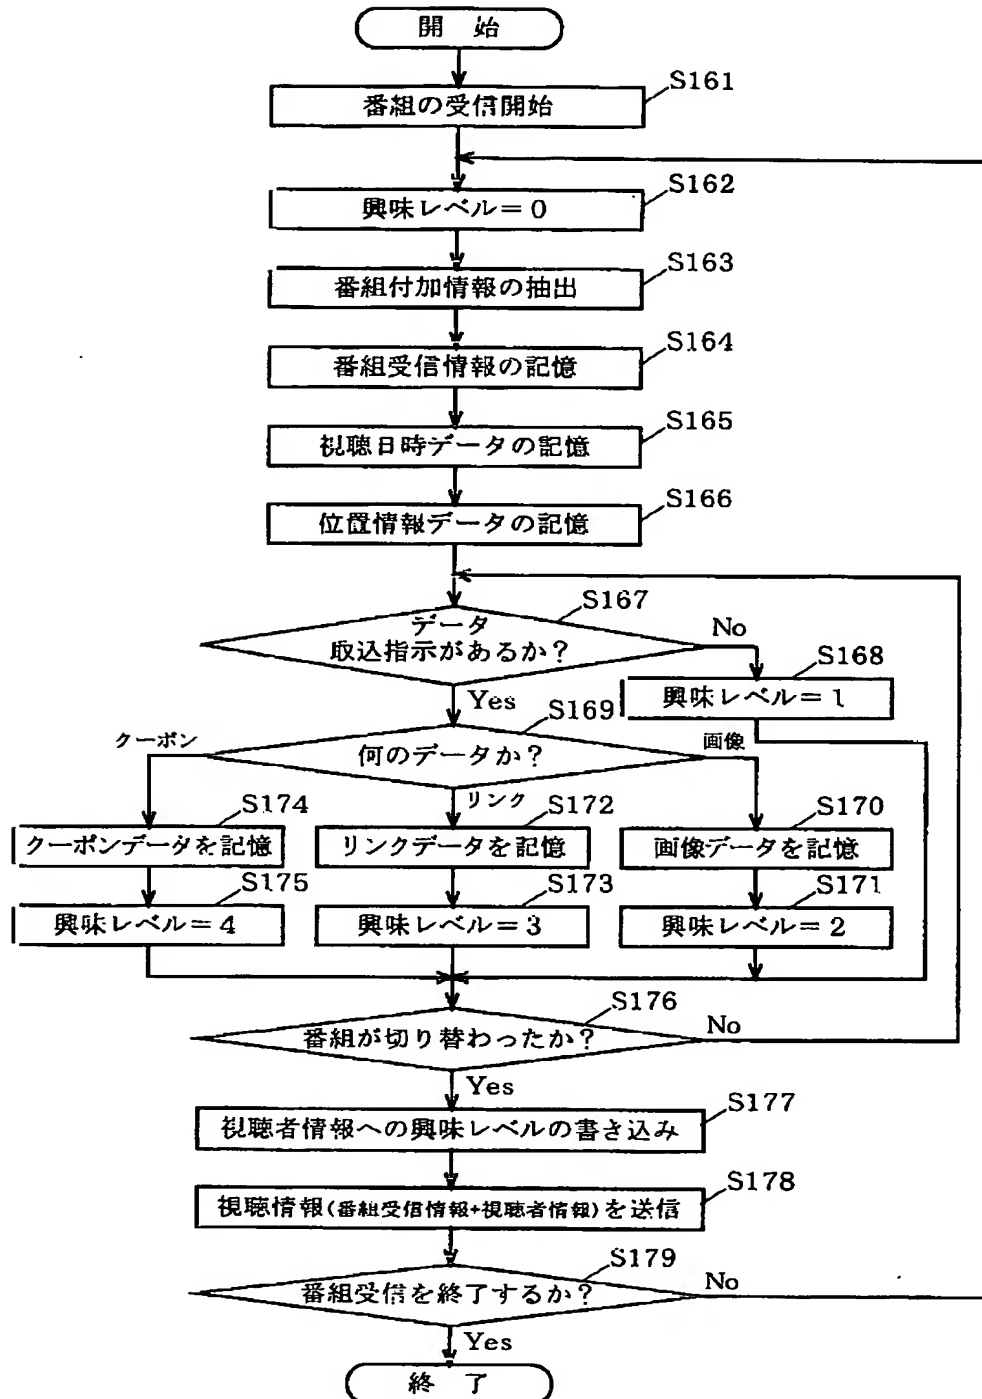 開 始
S161
番組の受信開始
S162
興味レベル=0
S163
番組付加情報の抽出
S164
番組受信情報の記憶
S165
視聴日時データの記憶
S166
位置情報データの記憶
S167
データ
取込指示があるか?
No
S168
興味レベル=1
Yes
S169
何のデータか?
クーポン
リンク
画像
S174
クーポンデータを記憶
S172
リンクデータを記憶
S170
画像データを記憶
S175
興味レベル=4
S173
興味レベル=3
S171
興味レベル=2
S176
番組が切り替わったか?
No
Yes
S177
視聴者情報への興味レベルの書き込み
S178
視聴情報(番組受信情報+視聴者情報)を送信
S179
番組受信を終了するか?
No
Yes
終 了